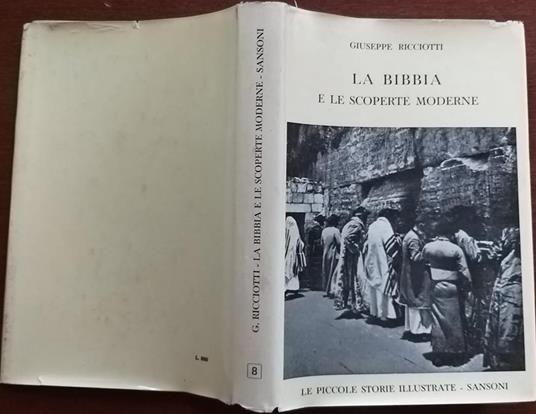 GIUSEPPE RICCIOTTI
LA BIBBIA
E LE SCOPERTE MODERNE
LE PICCOLE STORIE ILLUSTRATE - SANSONI
G. RICCIOTTI - LA BIBBIA E LE SCOPERTE MODERNE - SANSONI
8